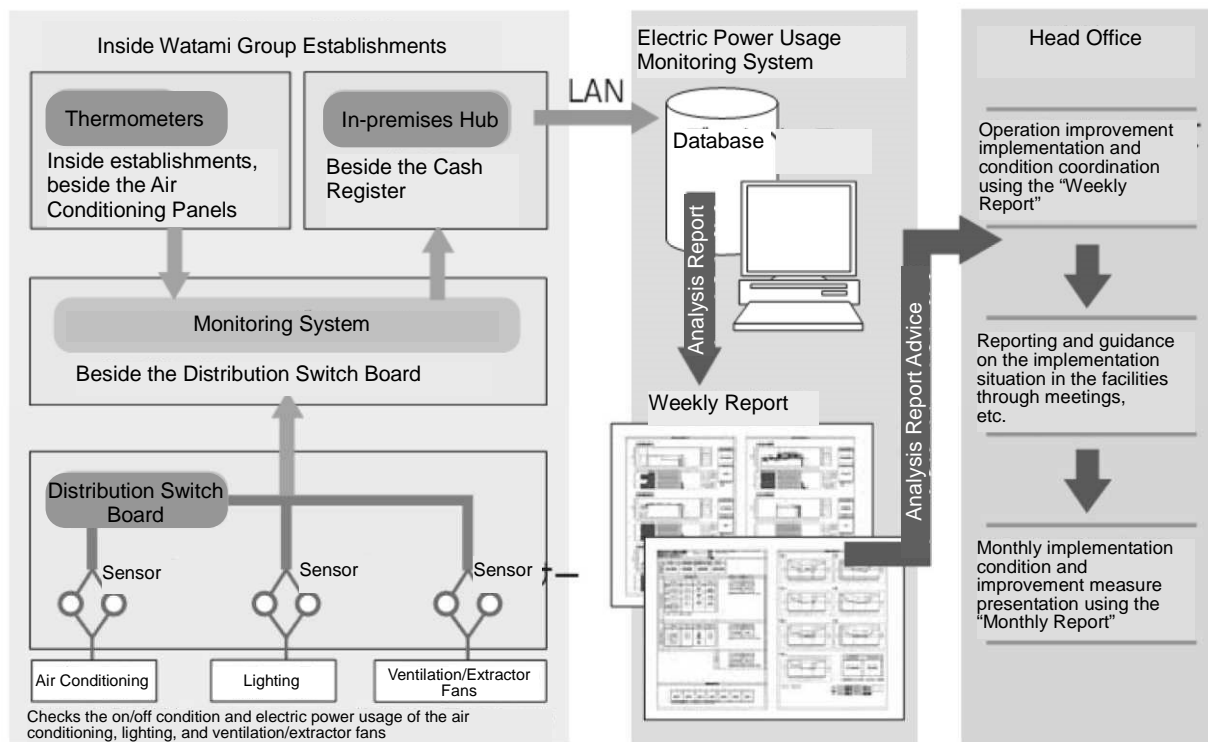 Inside Watami Group Establishments
Thermometers
Inside establishments,
beside the Air
Conditioning Panels
In-premises Hub
Beside the Cash
Register
Monitoring System
Beside the Distribution Switch Board
Distribution Switch
Board
Sensor
Sensor
Sensor
Air Conditioning
Lighting
Ventilation/Extractor
Fans
Checks the on/off condition and electric power usage of the air
conditioning, lighting, and ventilation/extractor fans
LAN
Electric Power Usage
Monitoring System
Database
Analysis Report
Weekly Report
Analysis Report Advice
Head Office
Operation improvement
implementation and
condition coordination
using the “Weekly
Report”
Reporting and guidance
on the implementation
situation in the facilities
through meetings,
etc.
Monthly implementation
condition and
improvement measure
presentation using the
“Monthly Report”